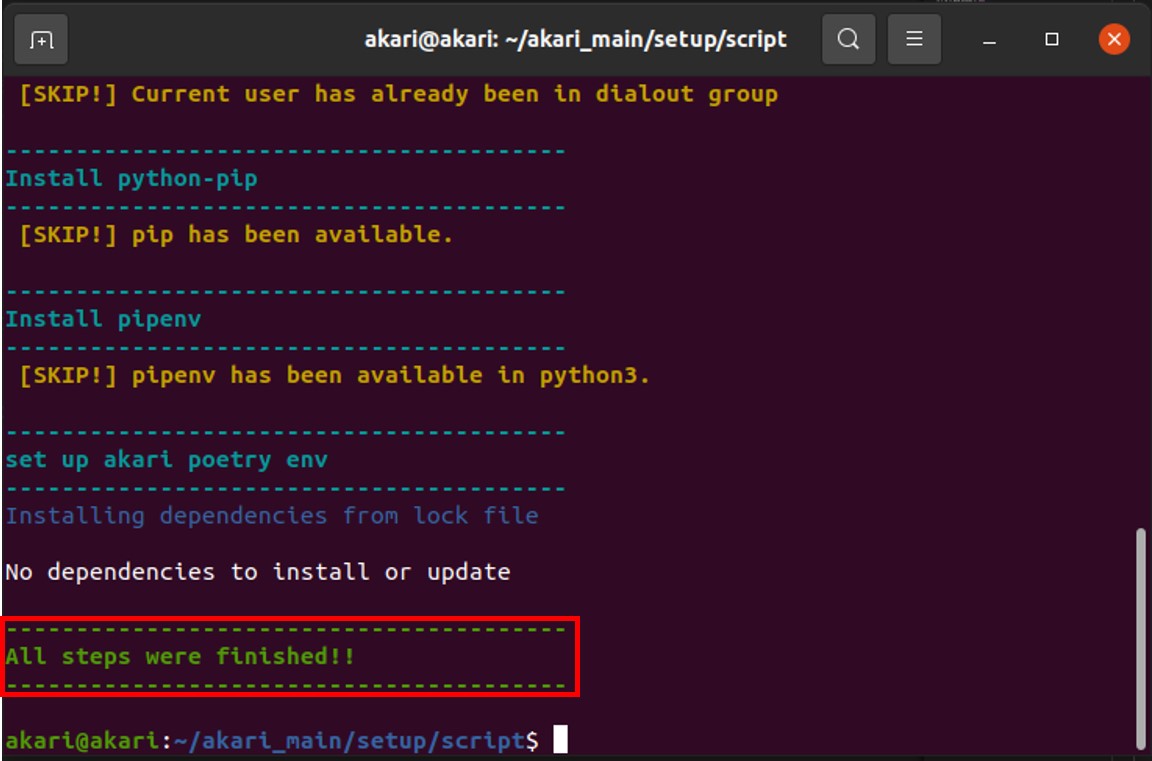 akari@akari: ~/akari_main/setup/script
[SKIP!] Current user has already been in dialout group
----------------------------------------
Install python-pip
----------------------------------------
[SKIP!] pip has been available.
----------------------------------------
Install pipenv
----------------------------------------
[SKIP!] pipenv has been available in python3.
----------------------------------------
set up akari poetry env
----------------------------------------
Installing dependencies from lock file
No dependencies to install or update
----------------------------------------
All steps were finished!!
----------------------------------------
akari@akari:~/akari_main/setup/script$